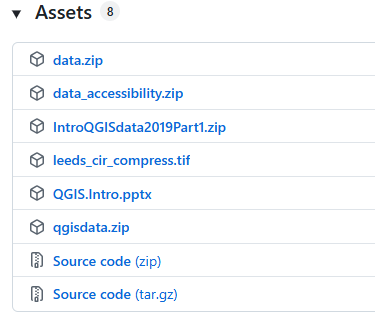 Assets 8
data.zip
data_accessibility.zip
IntroQGISdata2019Part1.zip
leeds_cir_compress.tif
QGIS.Intro.pptx
qgisdata.zip
Source code (zip)
Source code (tar.gz)